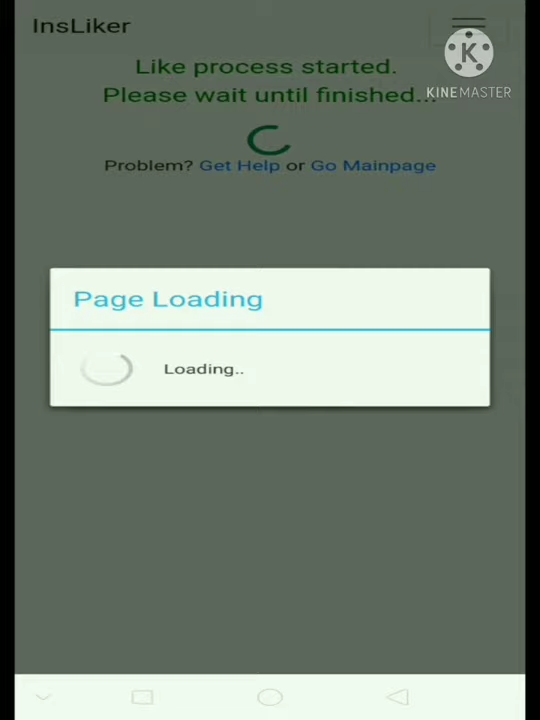 InsLiker
Like process started.
Please wait until finished...
KINEMASTER
Problem? Get Help or Go Mainpage
Page Loading
Loading..